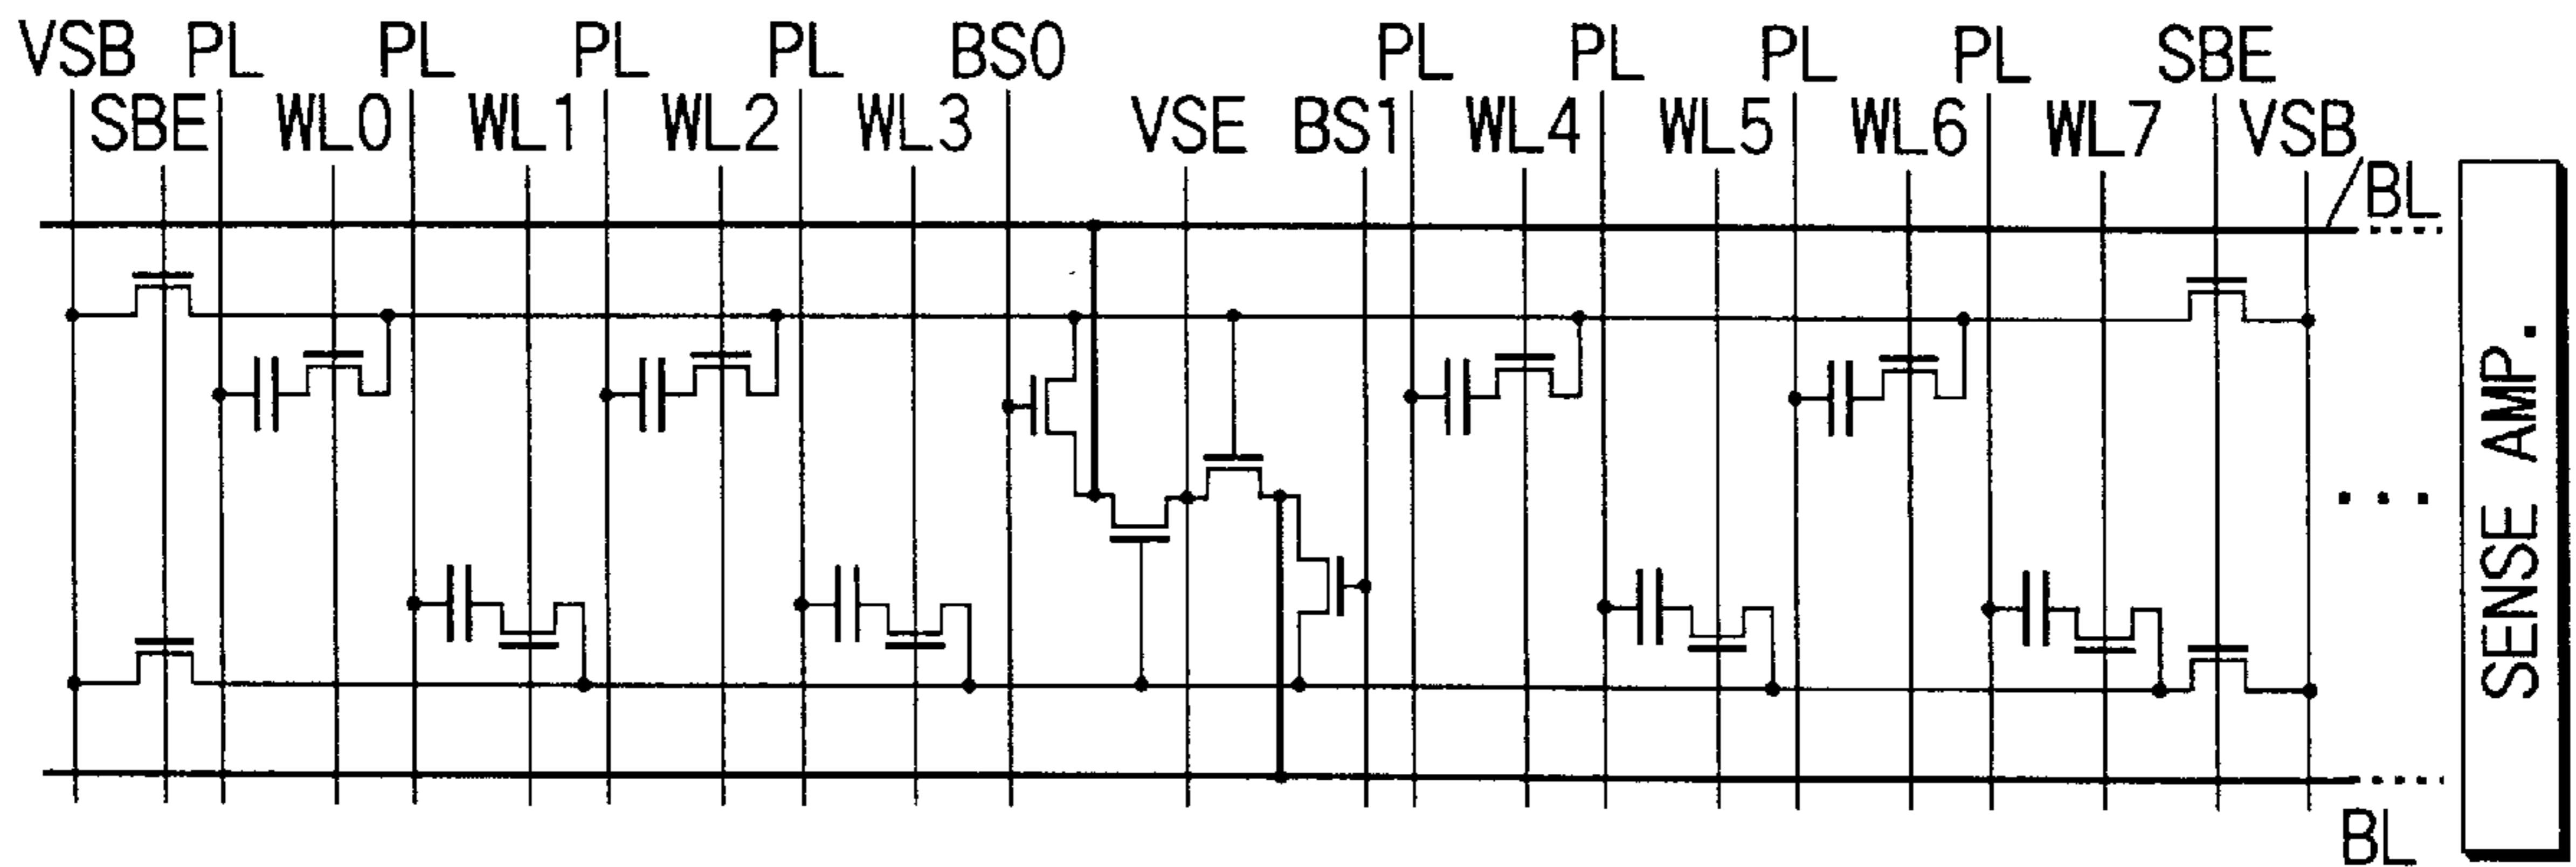 VSB PL PL PL PL BS0 PL PL PL PL SBE
SBE WL0 WL1 WL2 WL3 VSE BS1 WL4 WL5 WL6 WL7 VSB
/BL
SENSE AMP.
BL